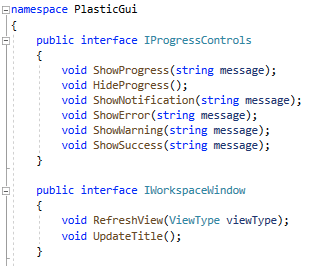 namespace PlasticGui
{
    public interface IProgressControls
    {
        void ShowProgress(string message);
        void HideProgress();
        void ShowNotification(string message);
        void ShowError(string message);
        void ShowWarning(string message);
        void ShowSuccess(string message);
    }

    public interface IWorkspaceWindow
    {
        void RefreshView(ViewType viewType);
        void UpdateTitle();
    }